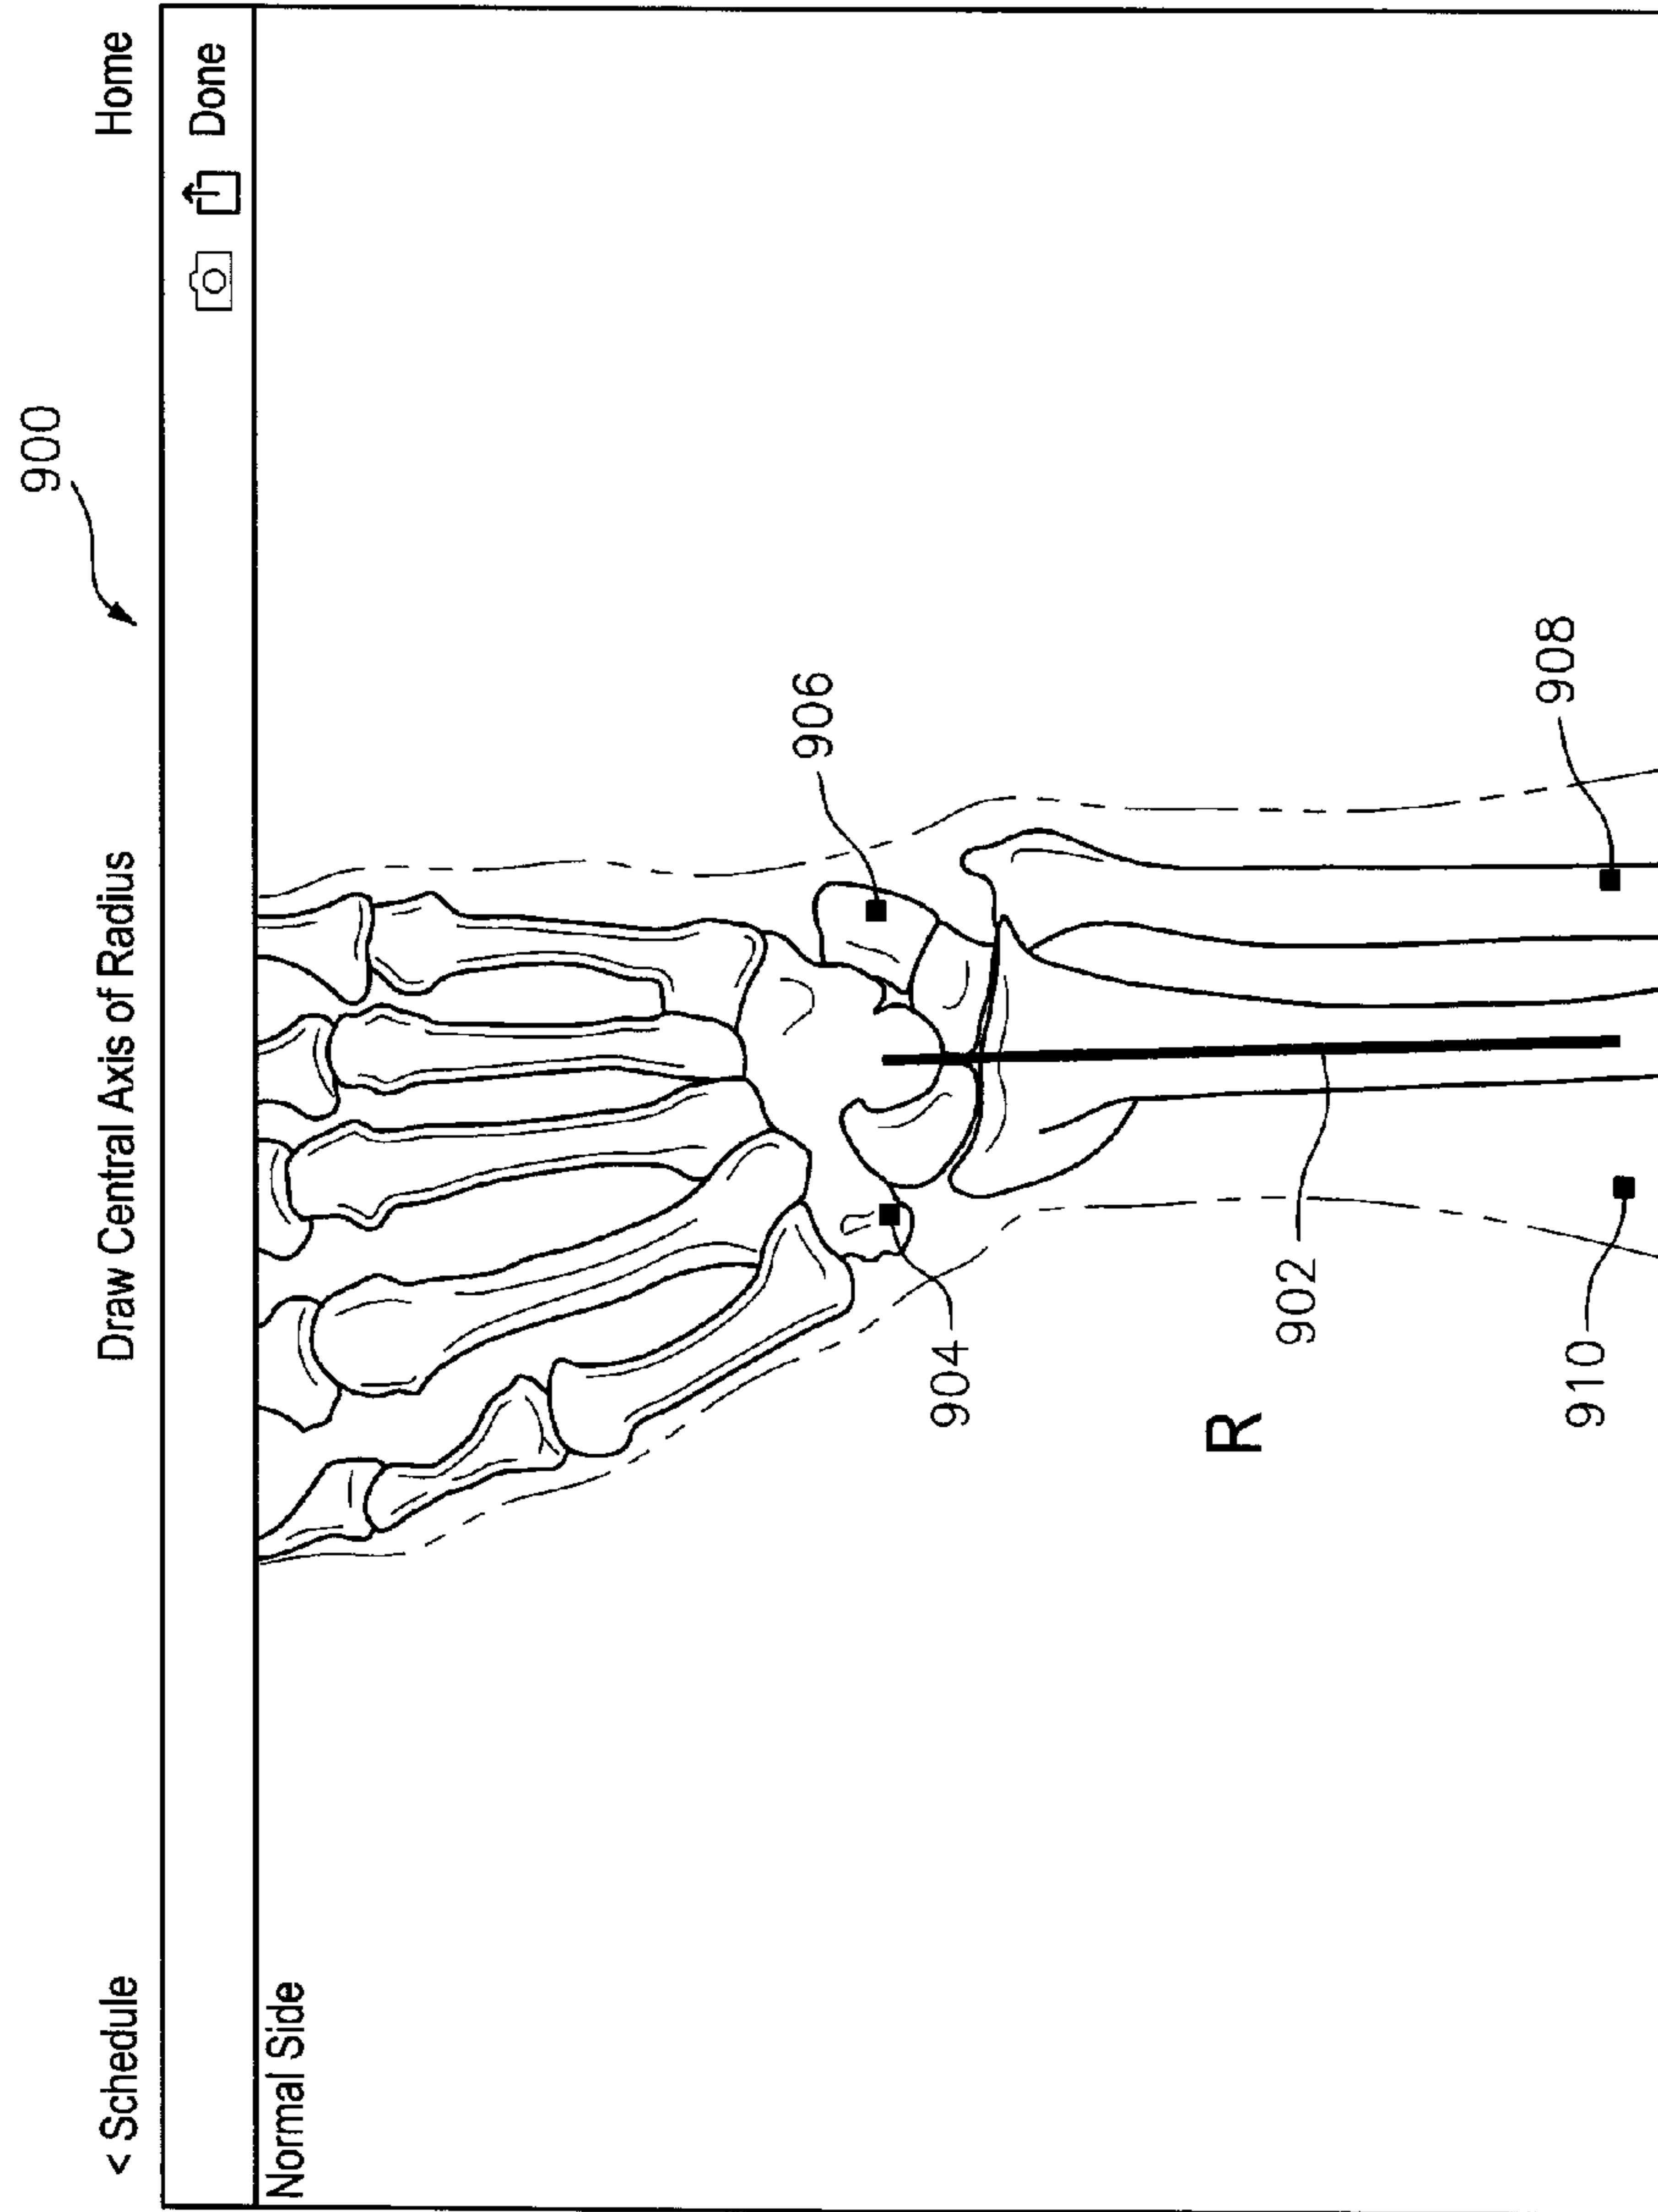 900
< Schedule Draw Central Axis of Radius Home
Done
Normal Side
906
904
R
902
908
910